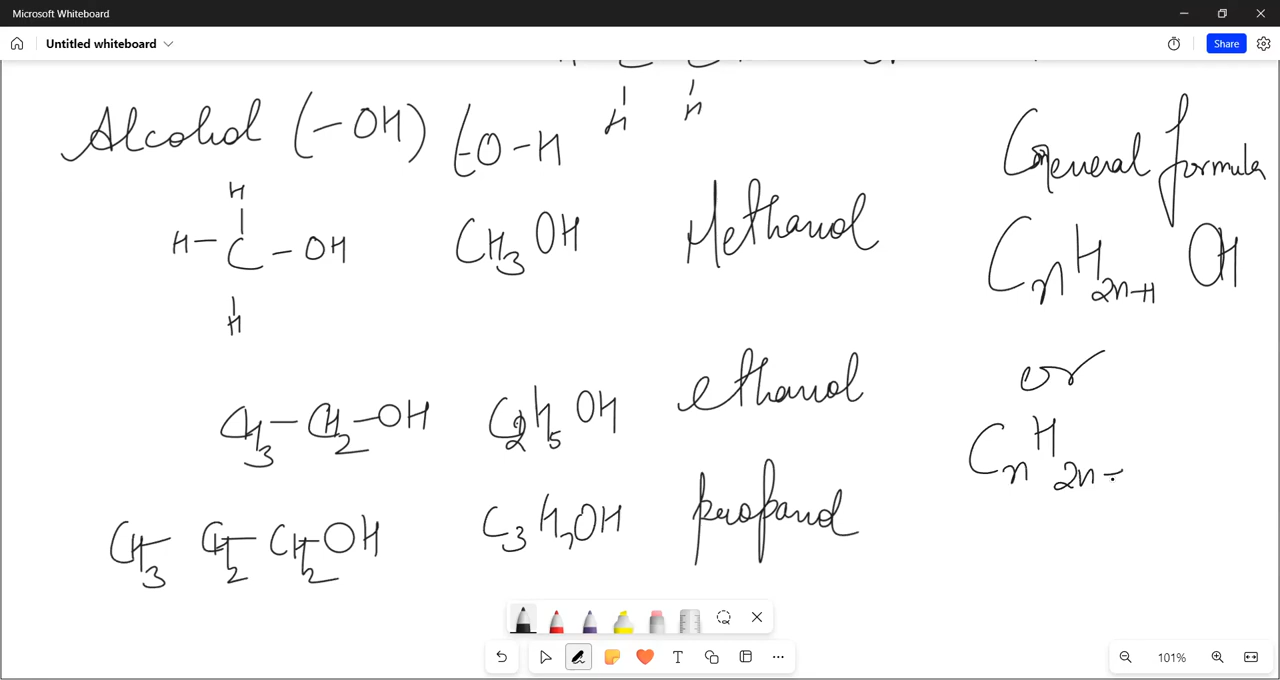 Microsoft Whiteboard
Untitled whiteboard
Share
H C C
H H
Alcohol (-OH) (-O-H
General formula
H
H-C-OH CH3OH Methanol CnH2n+1 OH
H
or
CH3-CH2-OH C2H5OH ethanol
CnH2n+
CH3 CH2-CH2OH C3H7OH propanol
101%